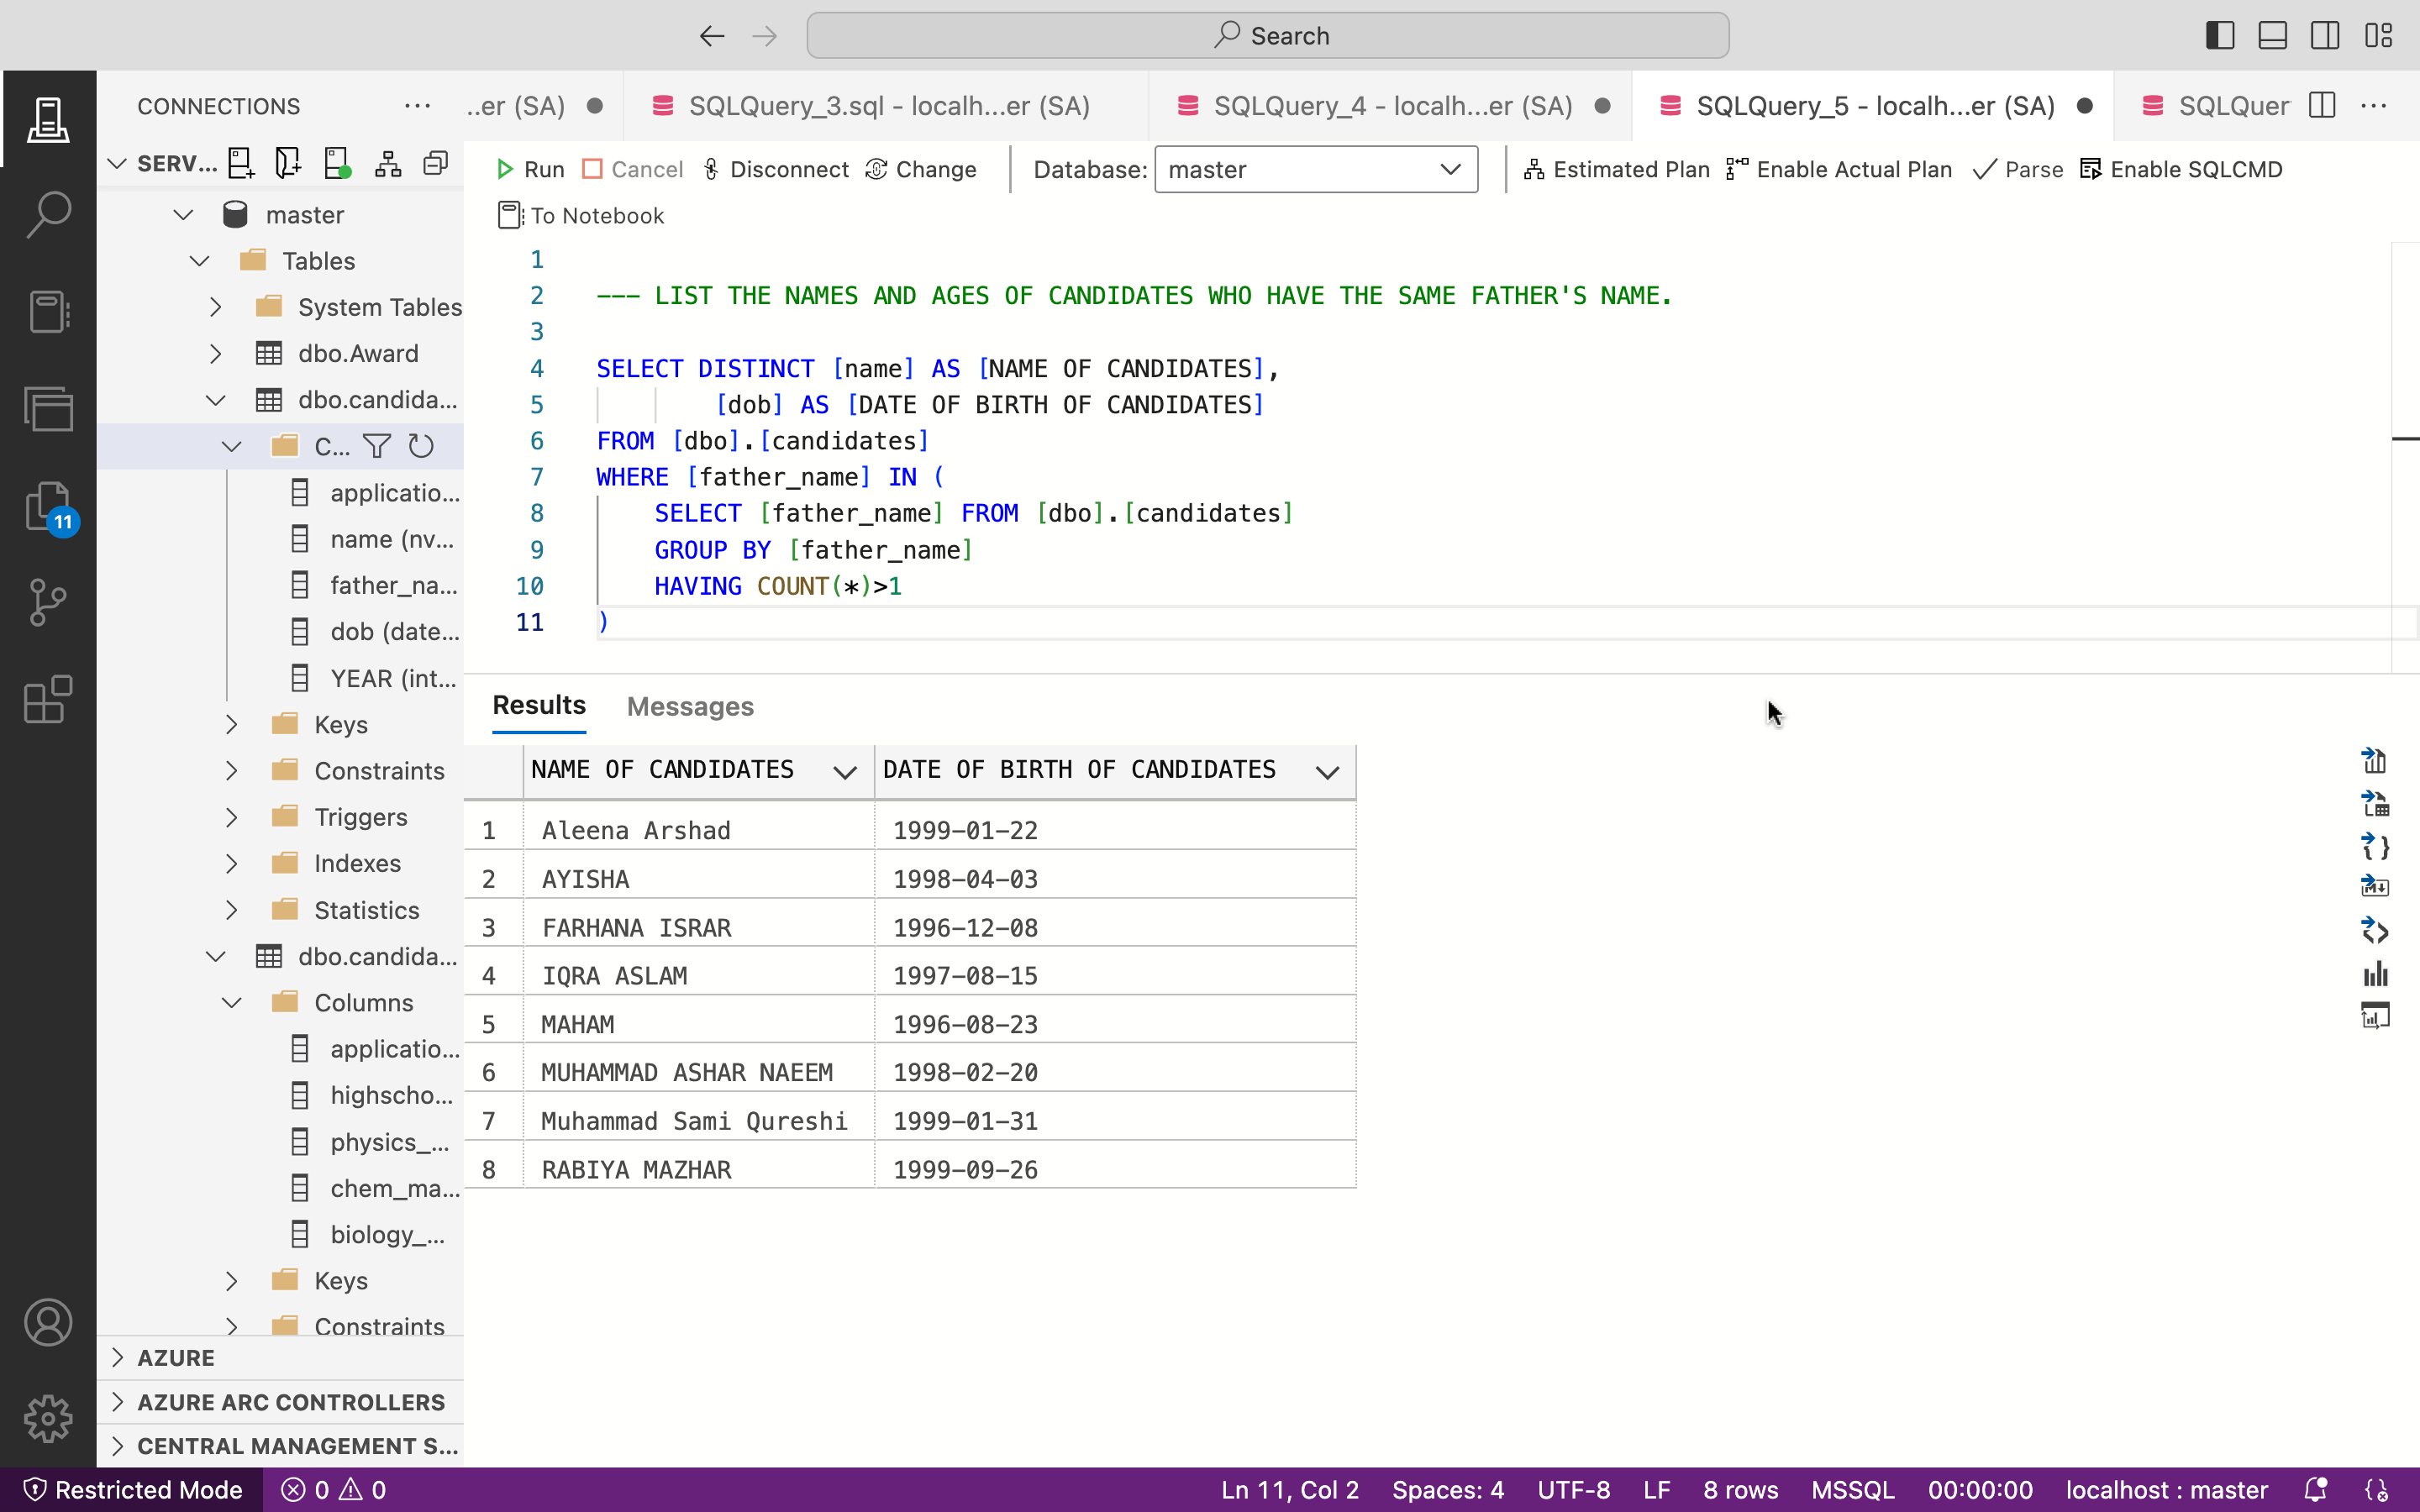 Search
CONNECTIONS
..er (SA)
SQLQuery_3.sql - localh...er (SA)
SQLQuery_4 - localh...er (SA)
SQLQuery_5 - localh...er (SA)
SQLQuer
SERV...
Run
Cancel
Disconnect
Change
Database:
master
Estimated Plan
Enable Actual Plan
Parse
Enable SQLCMD
To Notebook
master
Tables
System Tables
dbo.Award
dbo.candida...
C...
applicatio...
name (nv...
father_na...
dob (date...
YEAR (int...
Keys
Constraints
Triggers
Indexes
Statistics
dbo.candida...
Columns
applicatio...
highscho...
physics_...
chem_ma...
biology_...
Keys
Constraints
AZURE
AZURE ARC CONTROLLERS
CENTRAL MANAGEMENT S...
11
1
2 --- LIST THE NAMES AND AGES OF CANDIDATES WHO HAVE THE SAME FATHER'S NAME.
3
4 SELECT DISTINCT [name] AS [NAME OF CANDIDATES],
5 [dob] AS [DATE OF BIRTH OF CANDIDATES]
6 FROM [dbo].[candidates]
7 WHERE [father_name] IN (
8 SELECT [father_name] FROM [dbo].[candidates]
9 GROUP BY [father_name]
10 HAVING COUNT(*)>1
11 )
Results
Messages
NAME OF CANDIDATES DATE OF BIRTH OF CANDIDATES
1 Aleena Arshad 1999-01-22
2 AYISHA 1998-04-03
3 FARHANA ISRAR 1996-12-08
4 IQRA ASLAM 1997-08-15
5 MAHAM 1996-08-23
6 MUHAMMAD ASHAR NAEEM 1998-02-20
7 Muhammad Sami Qureshi 1999-01-31
8 RABIYA MAZHAR 1999-09-26
Restricted Mode
0
0
Ln 11, Col 2
Spaces: 4
UTF-8
LF
8 rows
MSSQL
00:00:00
localhost : master